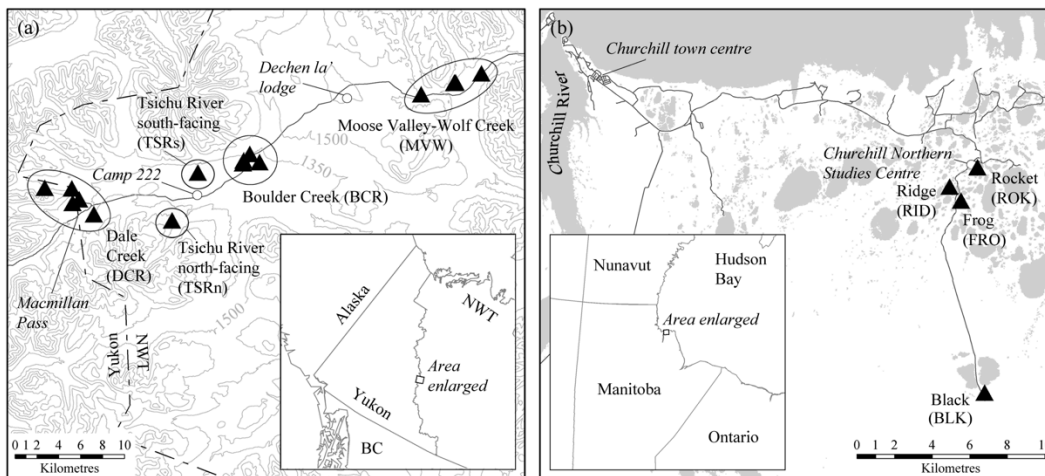 (a)
Tsichu River
south-facing
(TSRs)
Dechen la’
lodge
1500
1350
Moose Valley-Wolf Creek
(MVW)
Camp 222
Boulder Creek (BCR)
Dale
Creek
(DCR)
Tsichu River
north-facing
(TSRn)
Macmillan
Pass
1500
Yukon
NWT
0 1 2 4 6 8 10
Kilometres
Alaska
NWT
Area
enlarged
Yukon
BC
(b)
Churchill town centre
Churchill River
Churchill Northern
Studies Centre
Ridge
(RID)
Rocket
(ROK)
Frog
(FRO)
Black
(BLK)
Nunavut
Hudson
Bay
Area enlarged
Manitoba
Ontario
0 1 2 4 6 8
Kilometres